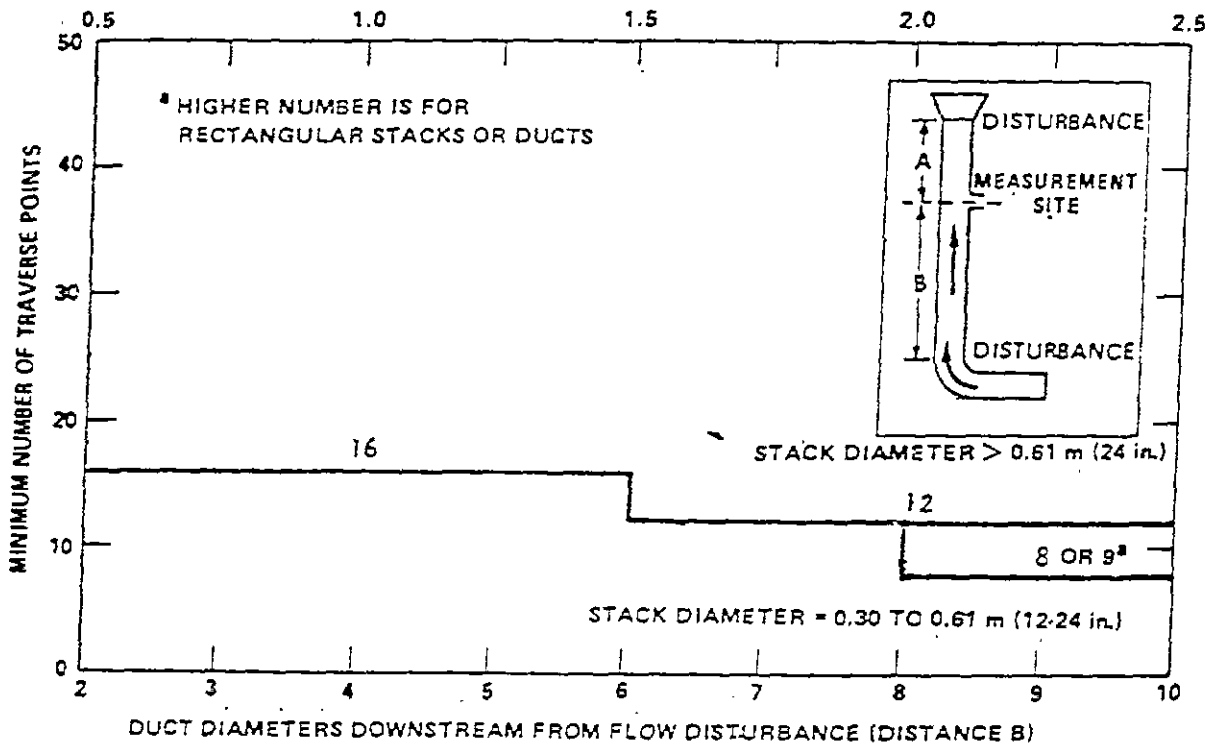 0.5 1.0 1.5 2.0 2.5
50
a HIGHER NUMBER IS FOR
RECTANGULAR STACKS OR DUCTS
DISTURBANCE
A
MEASUREMENT
SITE
B
DISTURBANCE
MINIMUM NUMBER OF TRAVERSE POINTS
40
30
20
10
0
STACK DIAMETER > 0.61 m (24 in.)
16
12
8 OR 9a
STACK DIAMETER = 0.30 TO 0.61 m (12-24 in.)
2 3 4 5 6 7 8 9 10
DUCT DIAMETERS DOWNSTREAM FROM FLOW DISTURBANCE (DISTANCE B)